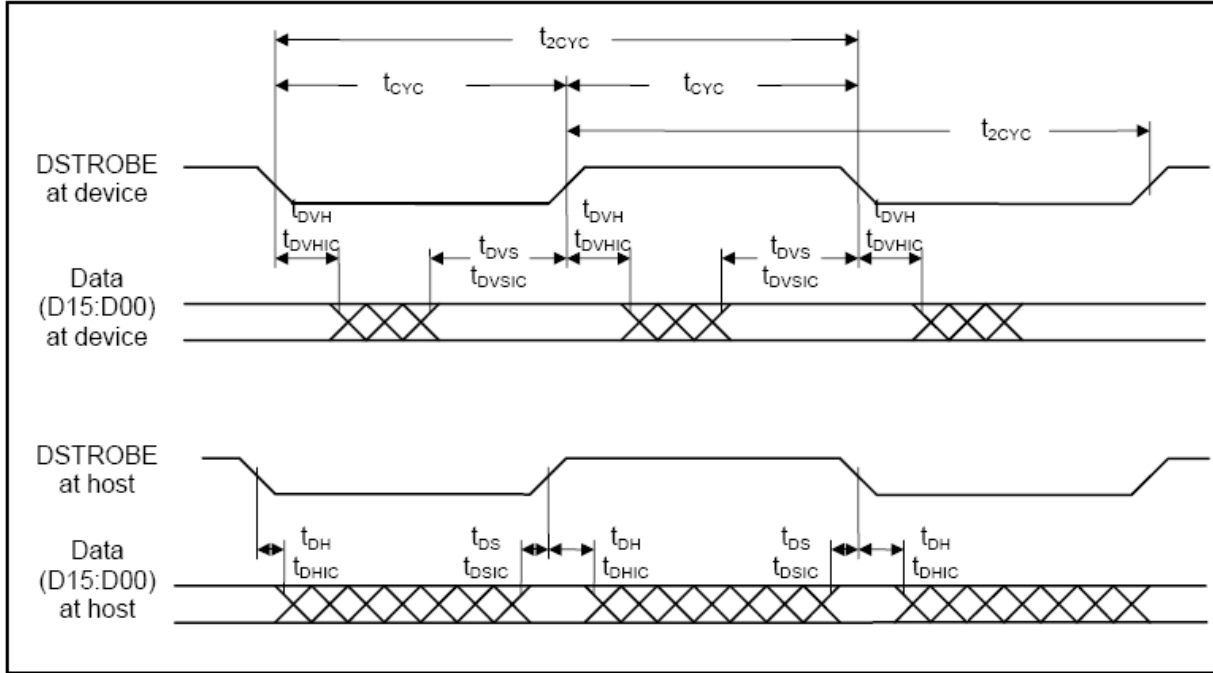 t2CYC
tCYC tCYC
t2CYC
DSTROBE
at device
tDVH tDVH tDVH
tDVHIC tDVS tDVHIC tDVS tDVHIC
tDVSIC tDVSIC
Data
(D15:D00)
at device
DSTROBE
at host
tDH tDS tDH tDS tDH
tDHIC tDSIC tDHIC tDSIC tDHIC
Data
(D15:D00)
at host